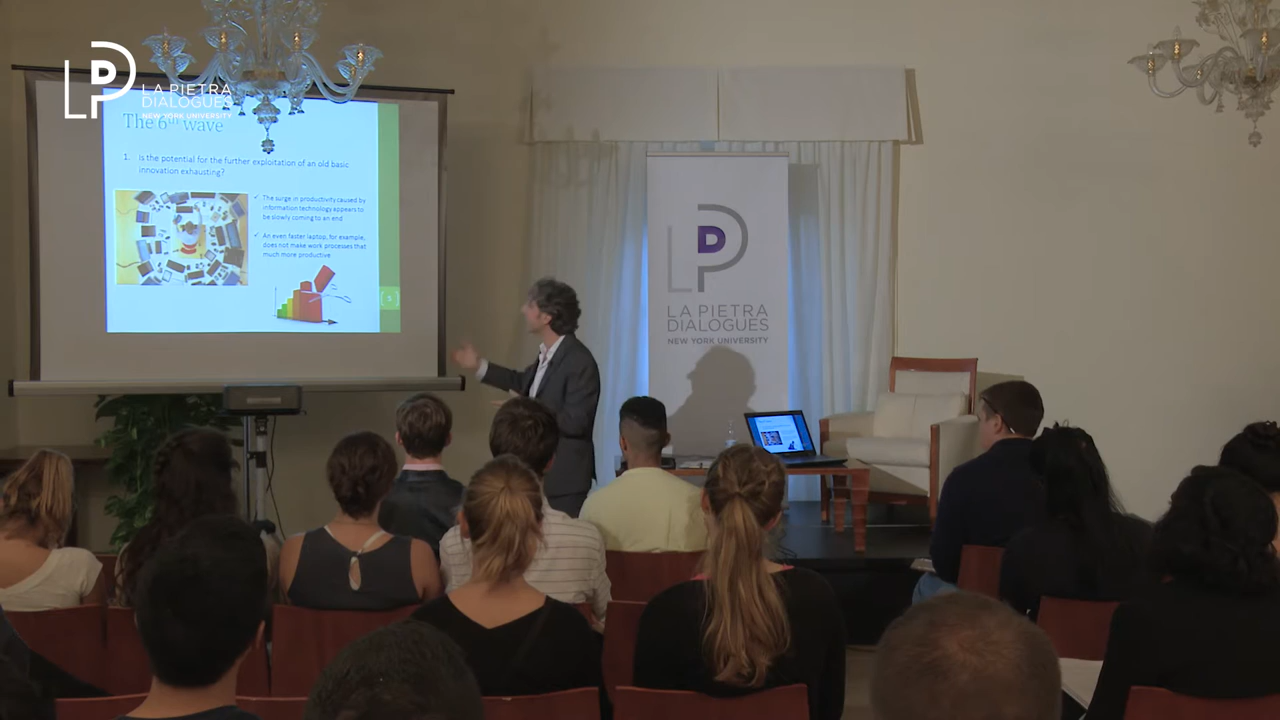 LA PIETRA
DIALOGUES
NEW YORK UNIVERSITY
The 6th wave
1. Is the potential for the further exploitation of an old basic
innovation exhausting?
✓ The surge in productivity caused by
information technology appears to
be slowly coming to an end
✓ An even faster laptop, for example,
does not make work processes that
much more productive
5
LPD
LA PIETRA
DIALOGUES
NEW YORK UNIVERSITY